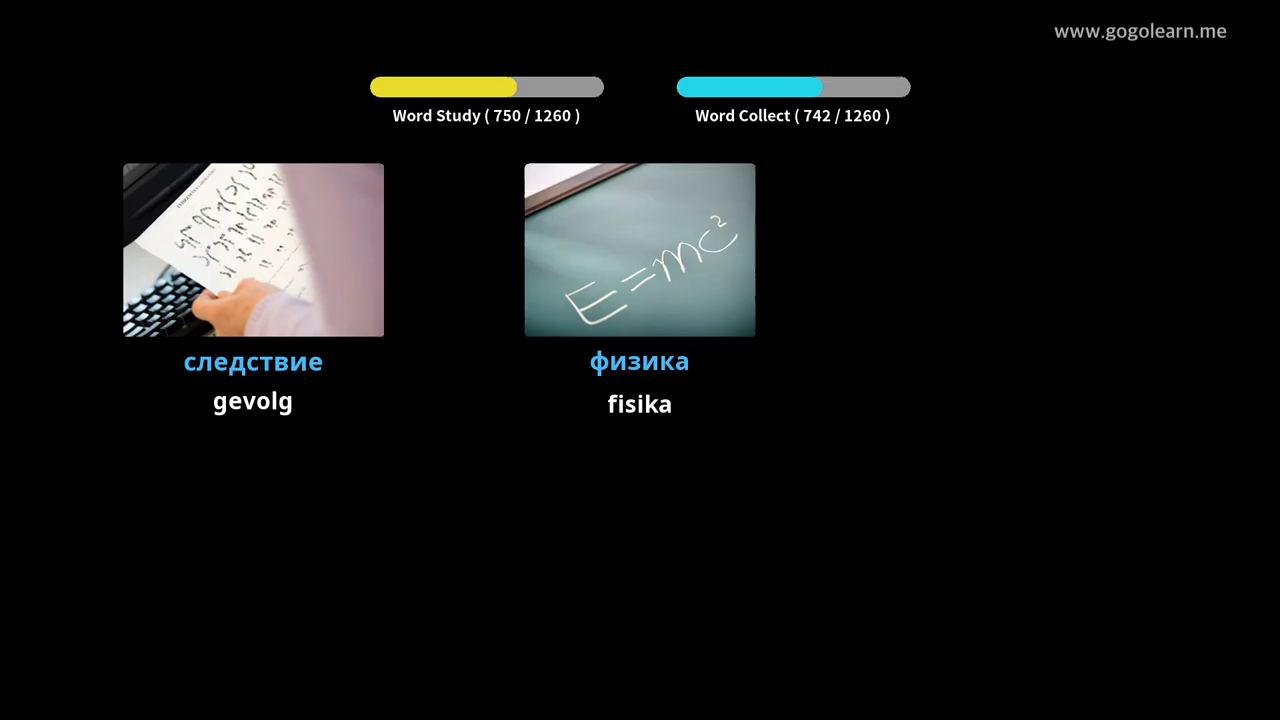 www.gogolearn.me
Word Study ( 750 / 1260 )
Word Collect ( 742 / 1260 )
E=mc²
следствие
gevolg
физика
fisika